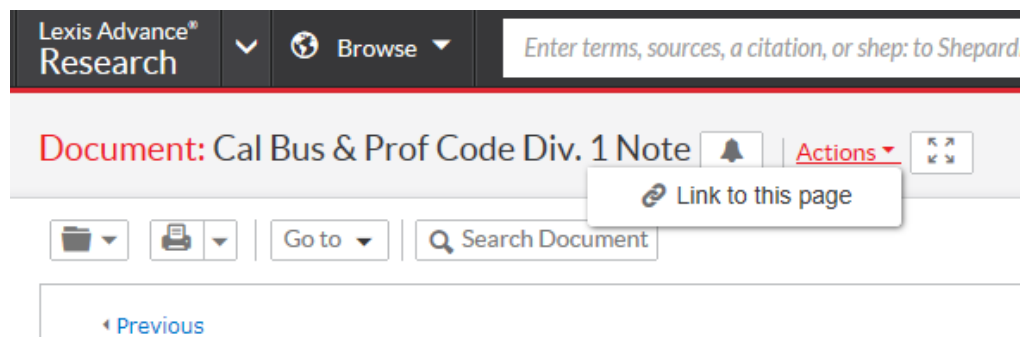 Lexis Advance®
Research
Browse
Enter terms, sources, a citation, or shep: to Shepard
Document: Cal Bus & Prof Code Div. 1 Note
Actions
Link to this page
Go to
Search Document
Previous